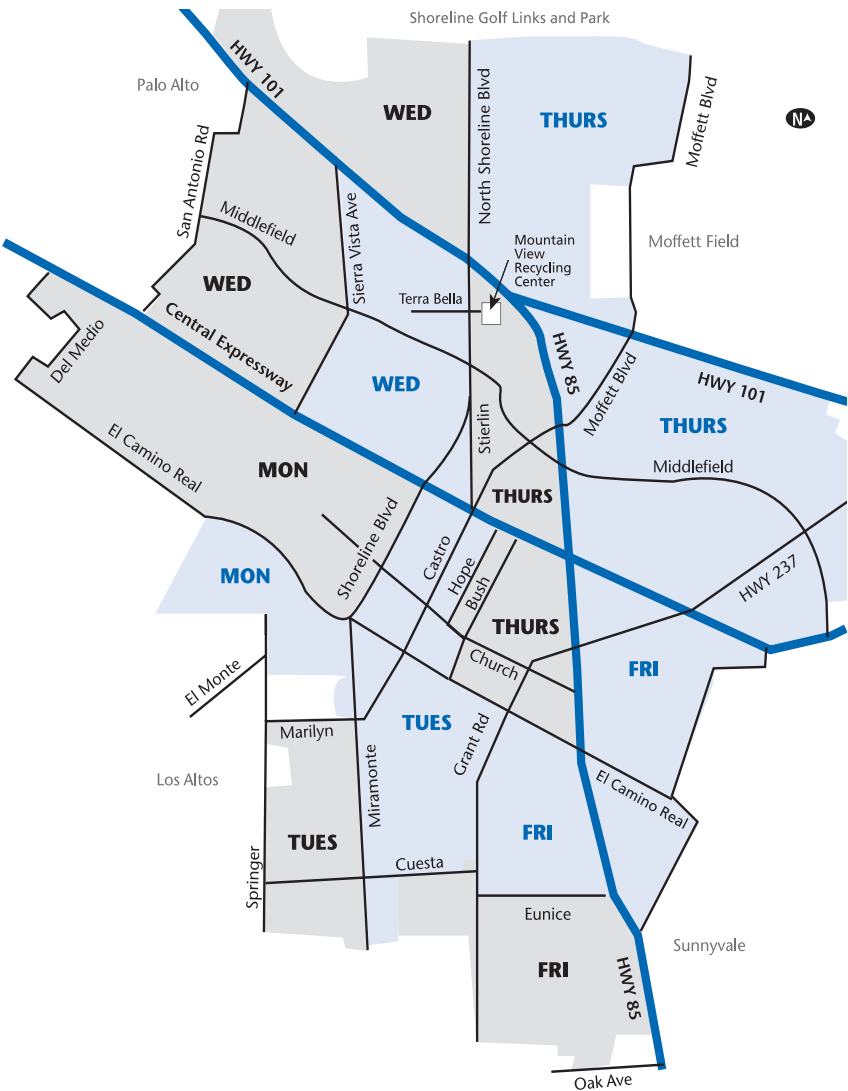 Shoreline Golf Links and Park
HWY 101
Palo Alto
WED
THURS
Moffett Blvd
N
San Antonio Rd
North Shoreline Blvd
Middlefield
Sierra Vista Ave
Mountain
View
Recycling
Center
Moffett Field
WED
Terra Bella
Central Expressway
Del Medio
HWY 85
Moffett Blvd
HWY 101
WED
THURS
El Camino Real
Stierlin
Middlefield
MON
THURS
Shoreline Blvd
Castro
Hope
Bush
MON
HWY 237
THURS
Church
FRI
El Monte
Marilyn
TUES
Grant Rd
Los Altos
Miramonte
El Camino Real
TUES
FRI
Cuesta
Springer
Eunice
Sunnyvale
FRI
HWY 85
Oak Ave